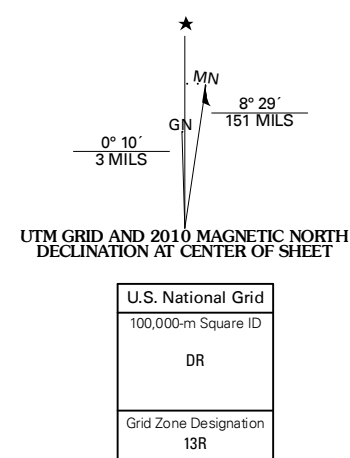 ★
MN
8° 29´
151 MILS
GN
0° 10´
3 MILS
UTM GRID AND 2010 MAGNETIC NORTH
DECLINATION AT CENTER OF SHEET
U.S. National Grid
100,000-m Square ID
DR
Grid Zone Designation
13R